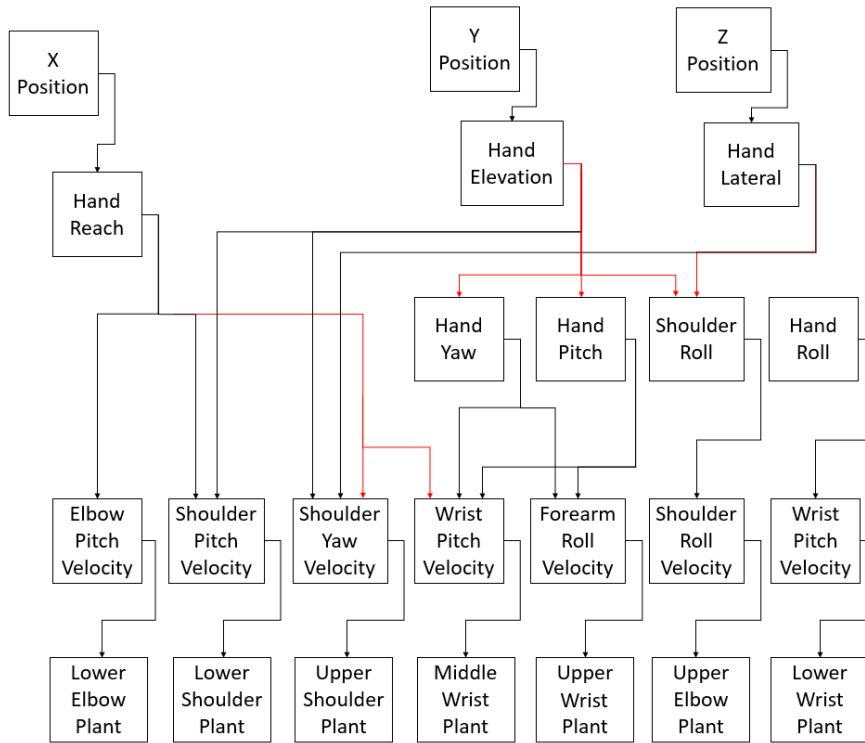 X
Position
Y
Position
Z
Position
Hand
Elevation
Hand
Lateral
Hand
Reach
Hand
Yaw
Hand
Pitch
Shoulder
Roll
Hand
Roll
Elbow
Pitch
Velocity
Shoulder
Pitch
Velocity
Shoulder
Yaw
Velocity
Wrist
Pitch
Velocity
Forearm
Roll
Velocity
Shoulder
Roll
Velocity
Wrist
Pitch
Velocity
Lower
Elbow
Plant
Lower
Shoulder
Plant
Upper
Shoulder
Plant
Middle
Wrist
Plant
Upper
Wrist
Plant
Upper
Elbow
Plant
Lower
Wrist
Plant